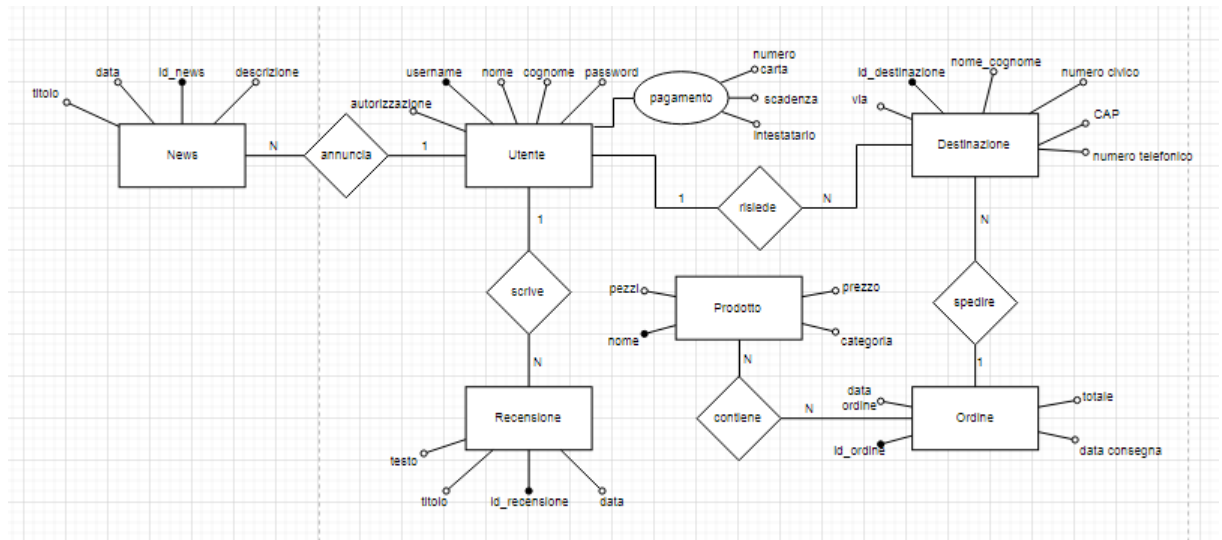 numero
carta
nome_cognome
data
id_news
descrizione
username
nome
cognome
password
id_destinazione
numero civico
titolo
autorizzazione
pagamento
scadenza
via
CAP
intestatario
News
N
annuncia
1
Utente
Destinazione
numero telefonico
1
risiede
N
1
N
scrive
pezzi
Prodotto
prezzo
spedire
nome
categoria
N
N
1
Recensione
contiene
N
data
ordine
Ordine
totale
testo
id_ordine
data consegna
titolo
id_recensione
data